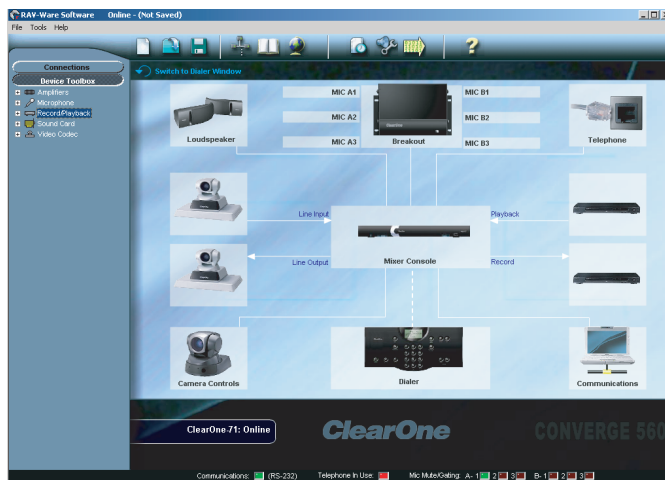 RAV-Ware Software Online - (Not Saved)
File Tools Help
Connections
Device Toolbox
Amplifiers
Microphone
Record/Playback
Sound Card
Video Codec
Switch to Dialer Window
Loudspeaker
MIC A1
MIC A2
MIC A3
Breakout
MIC B1
MIC B2
MIC B3
Telephone
Line Input
Playback
Line Output
Mixer Console
Record
Camera Controls
Dialer
Communications
ClearOne-71: Online
ClearOne
CONVERGE 560
Communications: (RS-232) Telephone In Use: Mic Mute/Gating: A- 1 2 3 B- 1 2 3